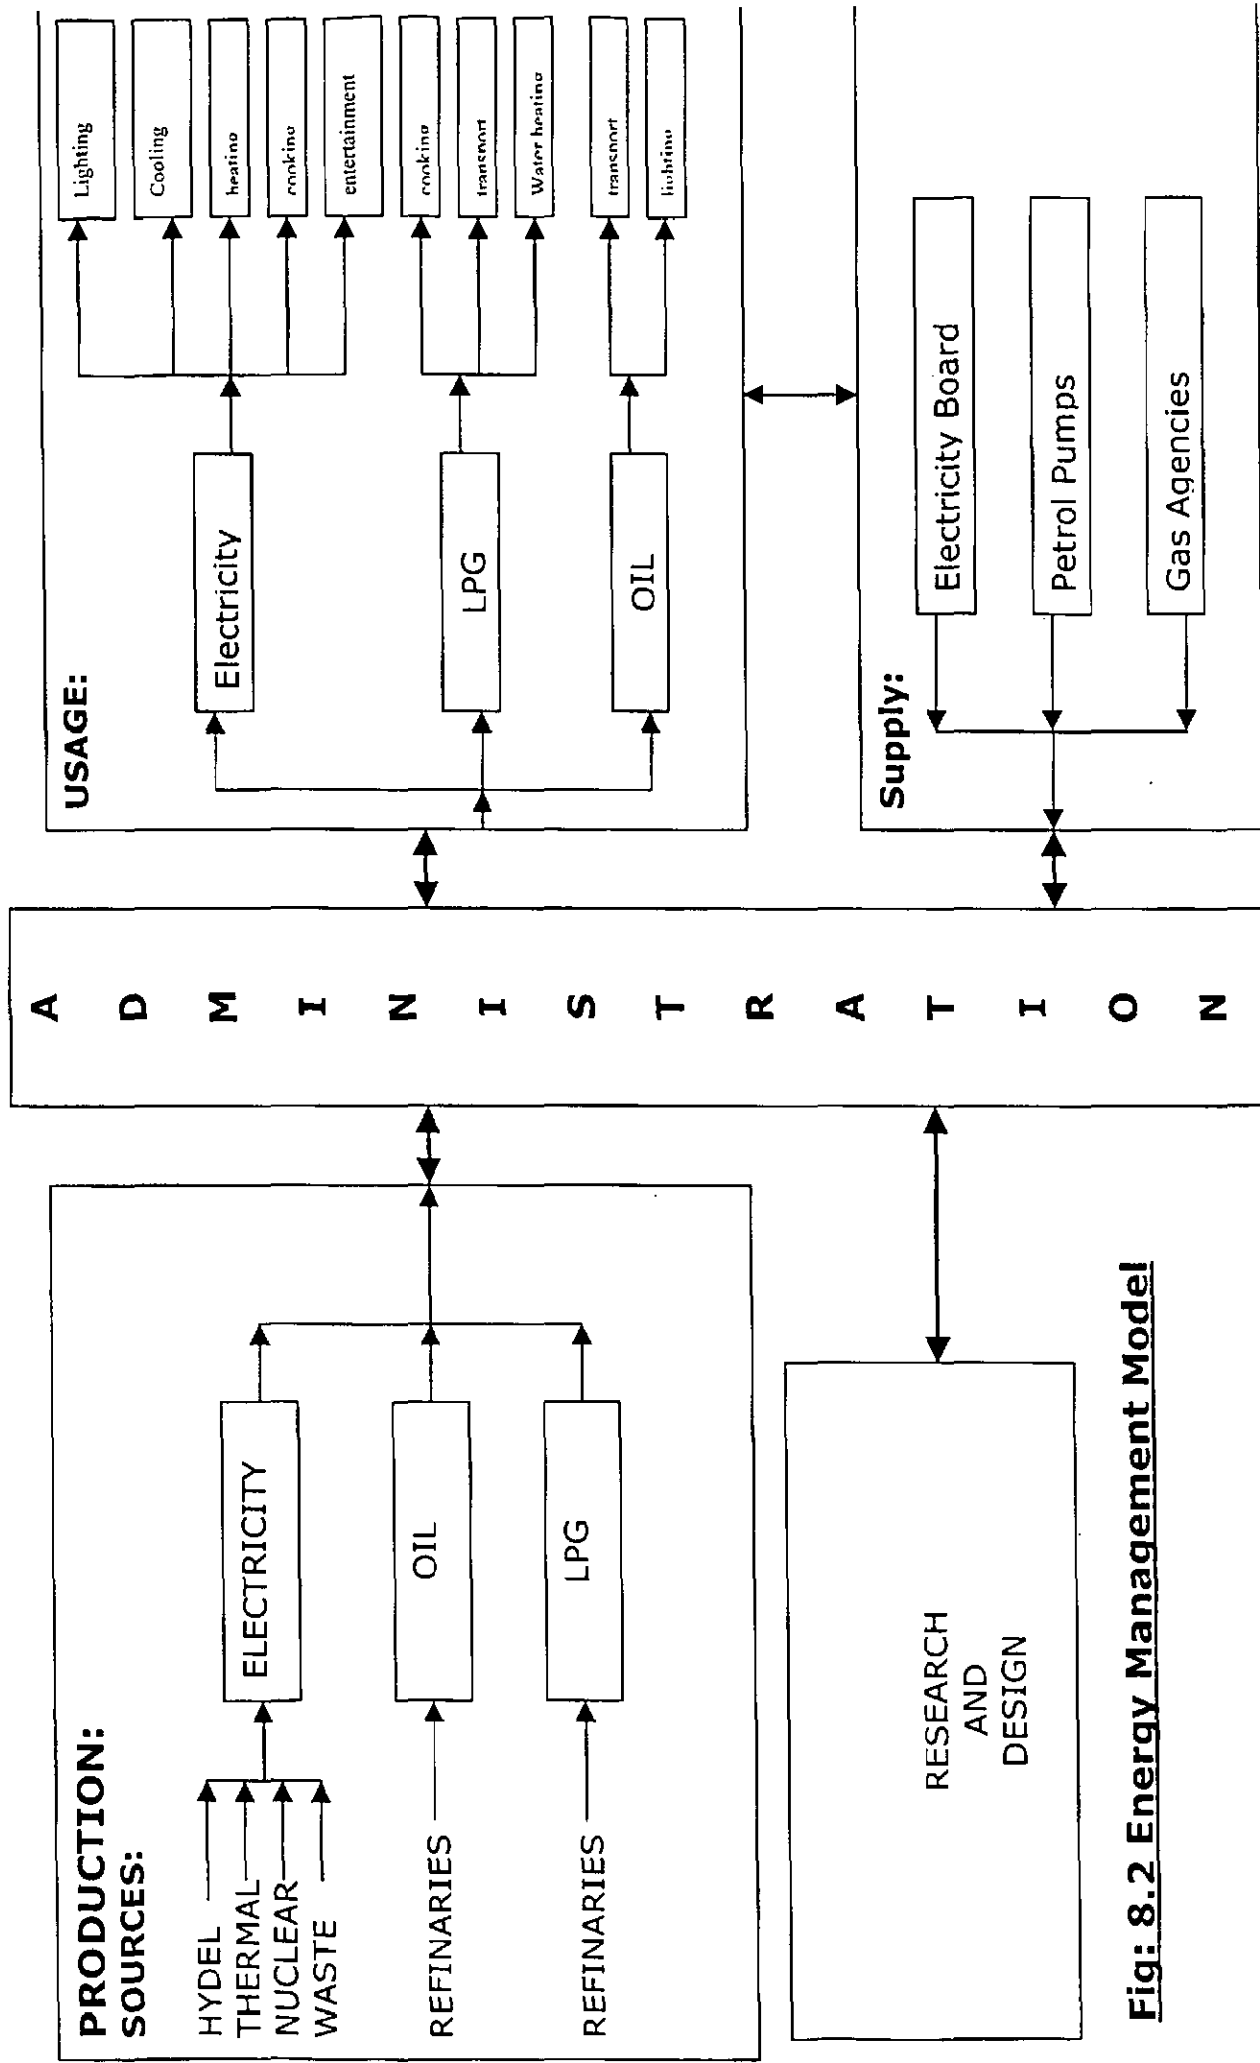 PRODUCTION:
SOURCES:
HYDEL
THERMAL
NUCLEAR
WASTE
REFINARIES
REFINARIES
ELECTRICITY
OIL
LPG
RESEARCH
AND
DESIGN
A
D
M
I
N
I
S
T
R
A
T
I
O
N
USAGE:
Electricity
LPG
OIL
Lighting
Cooling
heating
cooking
entertainment
cooking
transport
Water heating
transport
lighting
Supply:
Electricity Board
Petrol Pumps
Gas Agencies
Fig: 8.2 Energy Management Model